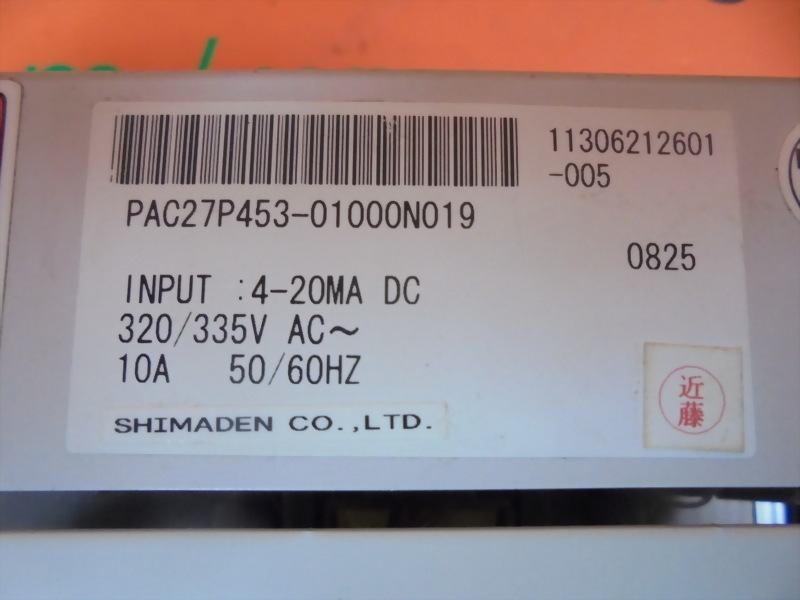 11306212601
-005
PAC27P453-01000N019
0825
INPUT :4-20MA DC
320/335V AC~
10A 50/60HZ
SHIMADEN CO.,LTD.
近
藤